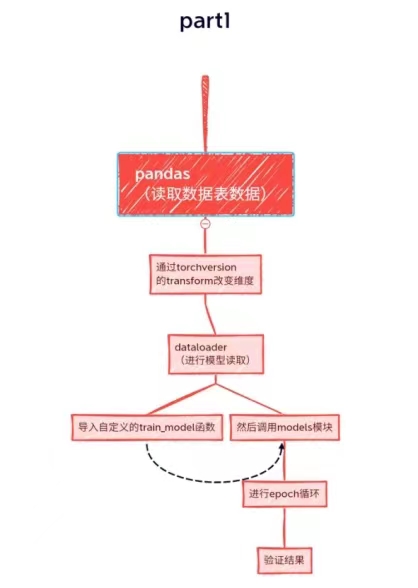 part1
pandas
（读取数据表数据）
通过torchversion
的transform改变维度
dataloader
（进行模型读取）
导入自定义的train_model函数
然后调用models模块
进行epoch循环
验证结果